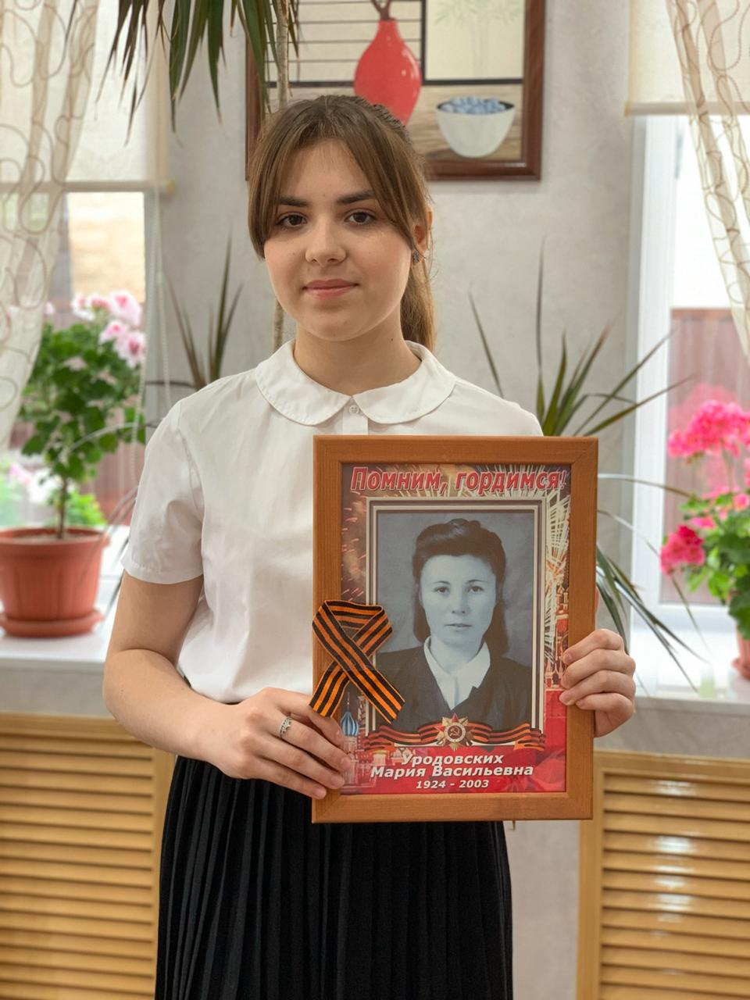 Помним, гордимся!
Уродовских
Мария Васильевна
1924 - 2003